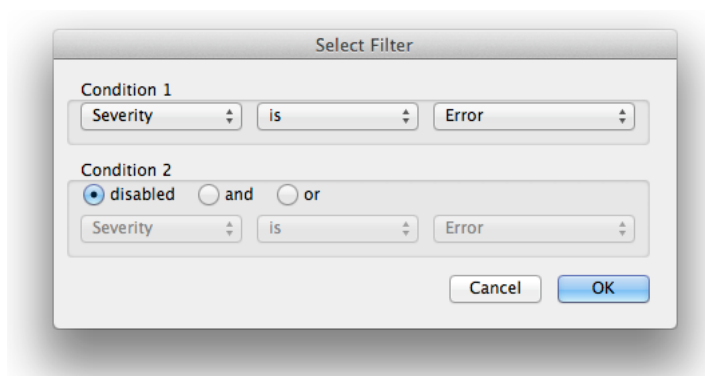 Select Filter
Condition 1
Severity is Error
Condition 2
disabled and or
Severity is Error
Cancel OK